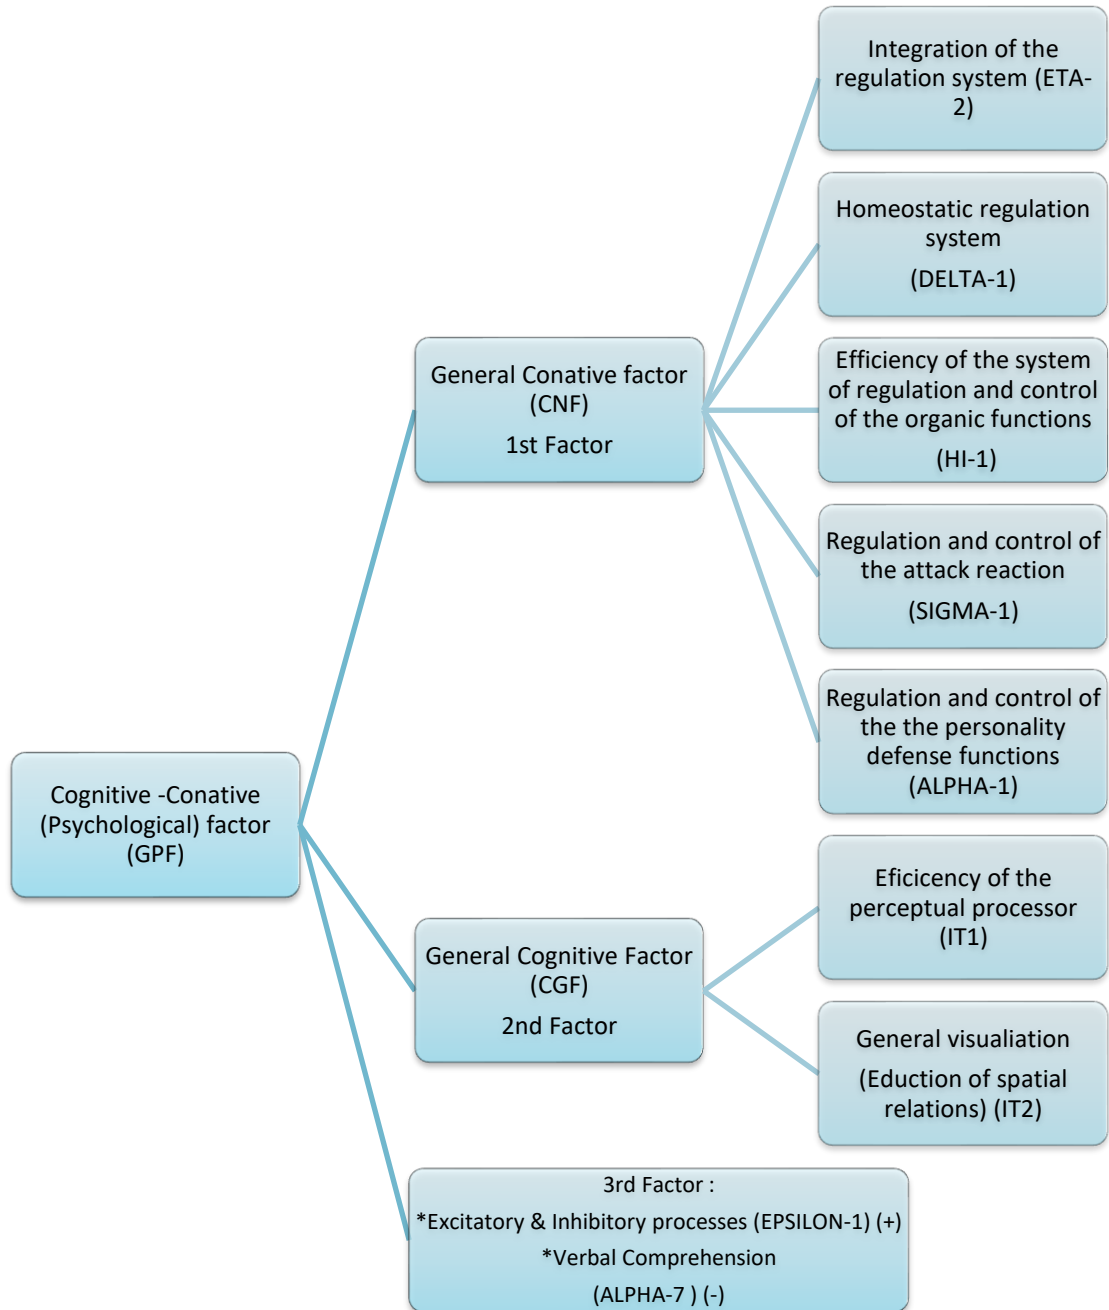 Integration of the
regulation system (ETA-
2)
Homeostatic regulation
system
(DELTA-1)
Efficiency of the system
of regulation and control
of the organic functions
(HI-1)
Regulation and control of
the attack reaction
(SIGMA-1)
Regulation and control of
the the personality
defense functions
(ALPHA-1)
General Conative factor
(CNF)
1st Factor
Cognitive -Conative
(Psychological) factor
(GPF)
General Cognitive Factor
(CGF)
2nd Factor
Eficicency of the
perceptual processor
(IT1)
General visualiation
(Eduction of spatial
relations) (IT2)
3rd Factor :
*Excitatory & Inhibitory processes (EPSILON-1) (+)
*Verbal Comprehension
(ALPHA-7 ) (-)